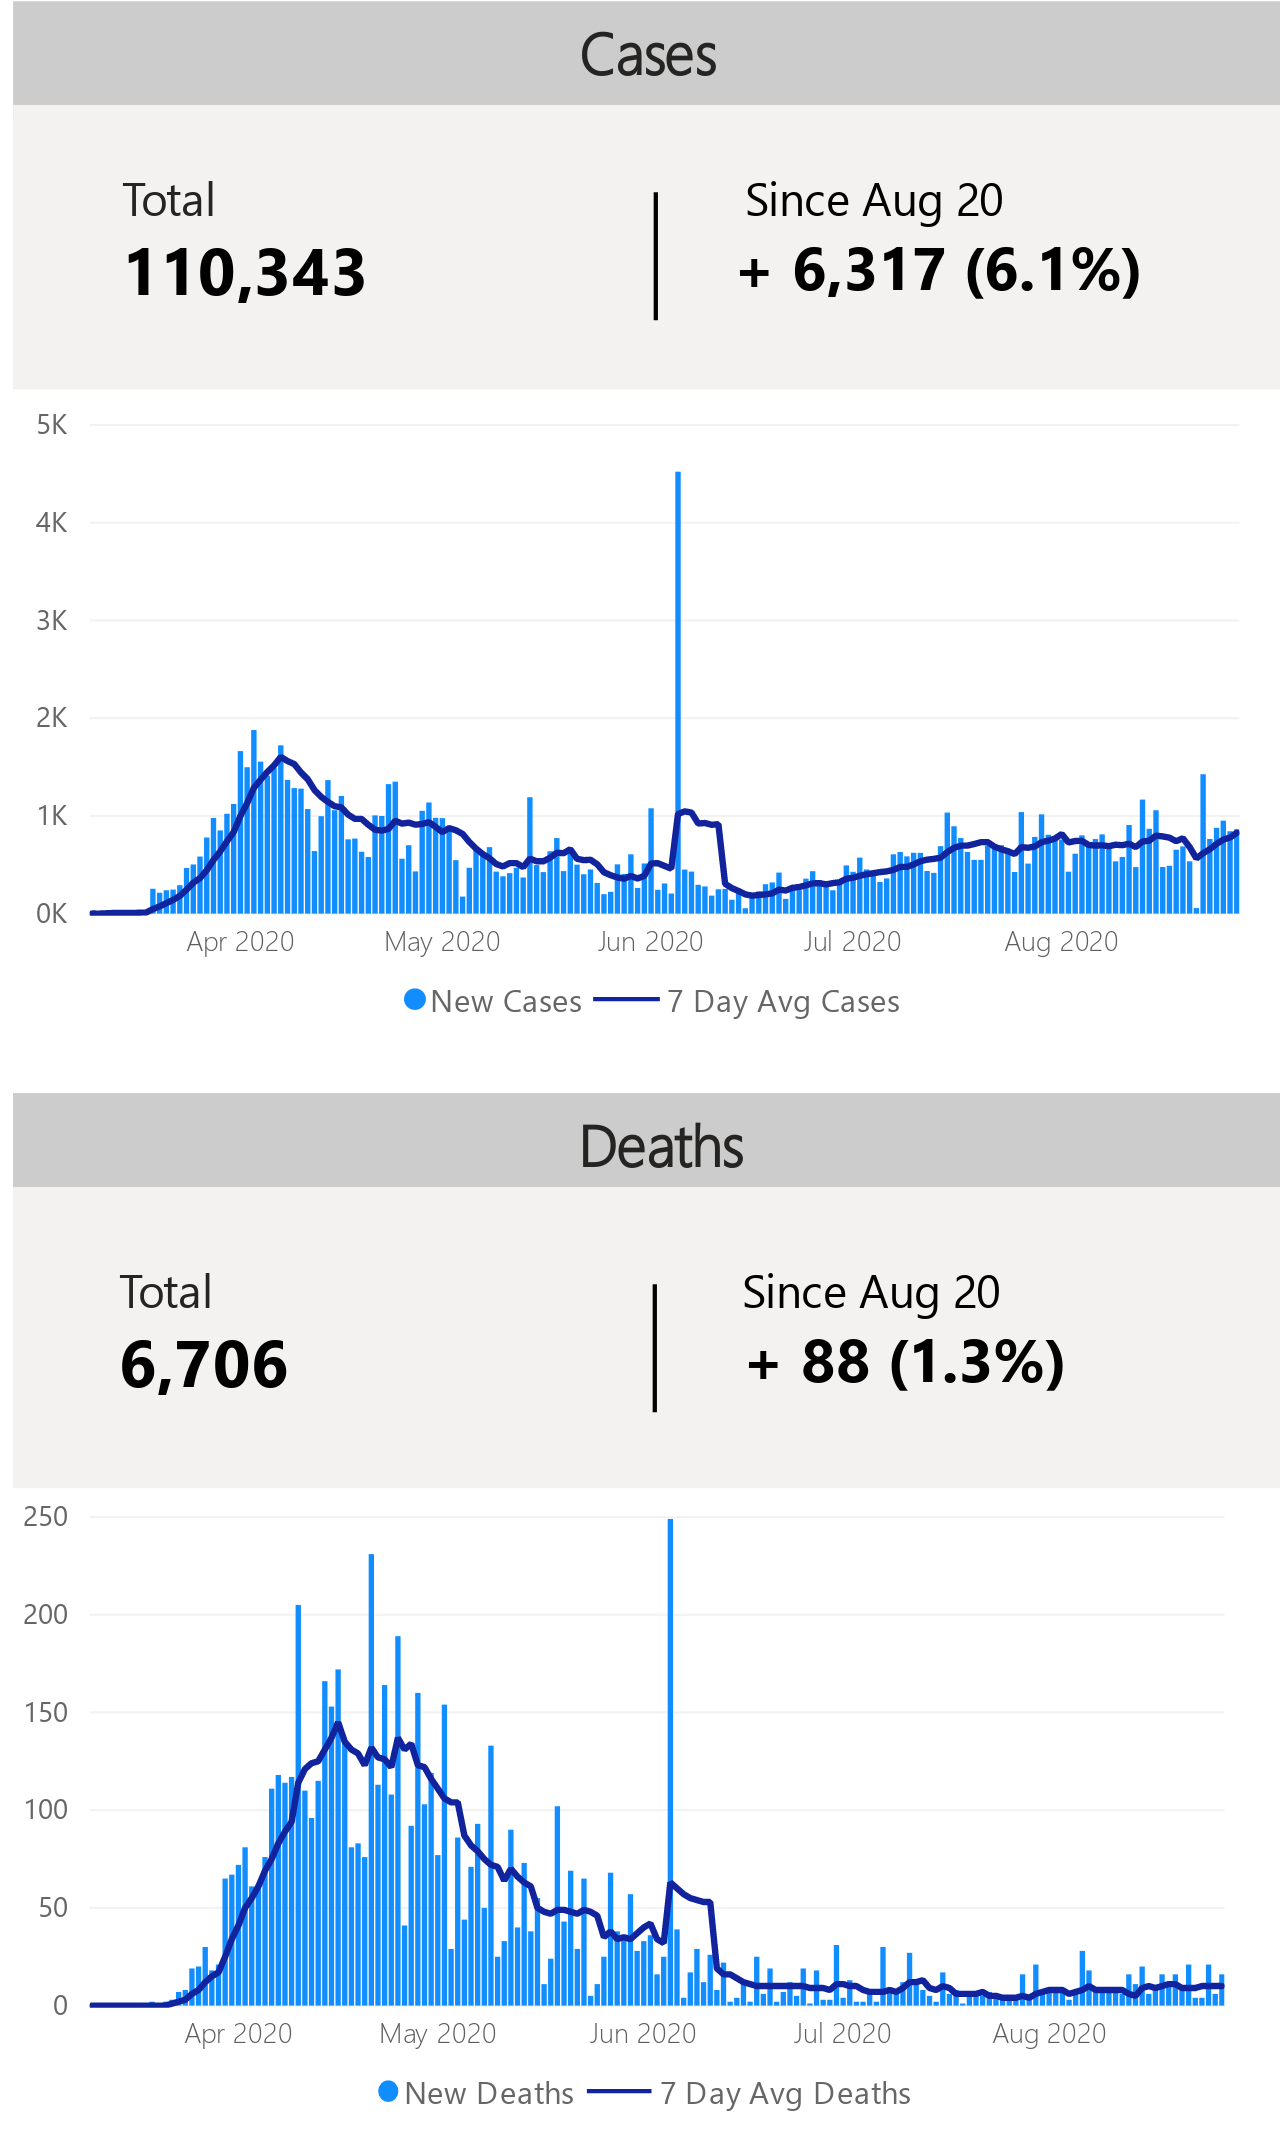 Cases
Total
Since Aug 20
110,343
+ 6,317 (6.1%)
5K
4K
3K
2K
1K
0K
Apr 2020
May 2020
Jun 2020
Jul 2020
Aug 2020
New Cases
7 Day Avg Cases
Deaths
Total
Since Aug 20
6,706
+ 88 (1.3%)
250
200
150
100
50
0
Apr 2020
May 2020
Jun 2020
Jul 2020
Aug 2020
New Deaths
7 Day Avg Deaths